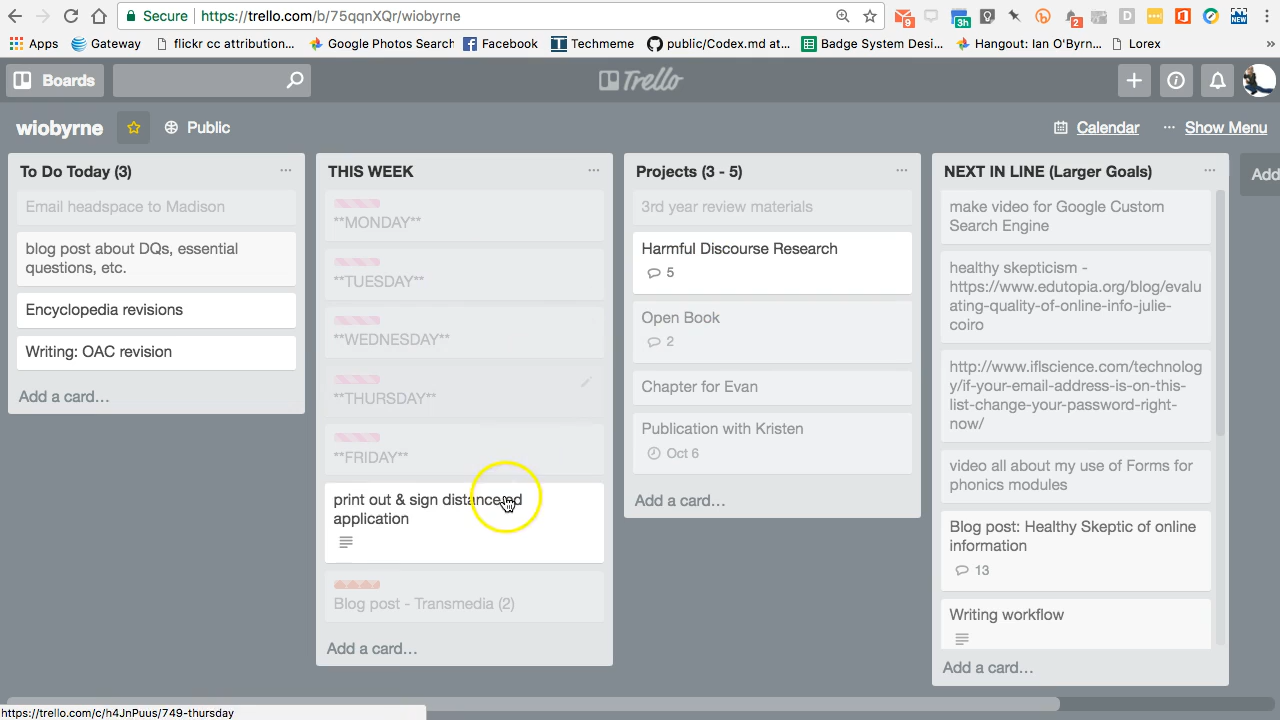 Secure https://trello.com/b/75qqnXQr/wiobyrne
9 3h 2 NEW
Apps Gateway flickr cc attribution... Google Photos Search Facebook Techmeme public/Codex.md at... Badge System Desi... Hangout: Ian O'Byrn... Lorex »
Boards Trello
wiobyrne Public Calendar ... Show Menu
To Do Today (3)
Email headspace to Madison
blog post about DQs, essential
questions, etc.
Encyclopedia revisions
Writing: OAC revision
Add a card…
THIS WEEK
**MONDAY**
**TUESDAY**
**WEDNESDAY**
**THURSDAY**
**FRIDAY**
print out & sign distance ed
application
Blog post - Transmedia (2)
Add a card…
Projects (3 - 5)
3rd year review materials
Harmful Discourse Research
5
Open Book
2
Chapter for Evan
Publication with Kristen
Oct 6
Add a card…
NEXT IN LINE (Larger Goals)
make video for Google Custom
Search Engine
healthy skepticism -
https://www.edutopia.org/blog/evalu
ating-quality-of-online-info-julie-
coiro
http://www.iflscience.com/technolog
y/if-your-email-address-is-on-this-
list-change-your-password-right-
now/
video all about my use of Forms for
phonics modules
Blog post: Healthy Skeptic of online
information
13
Writing workflow
Add a card…
Add
https://trello.com/c/h4JnPuus/749-thursday